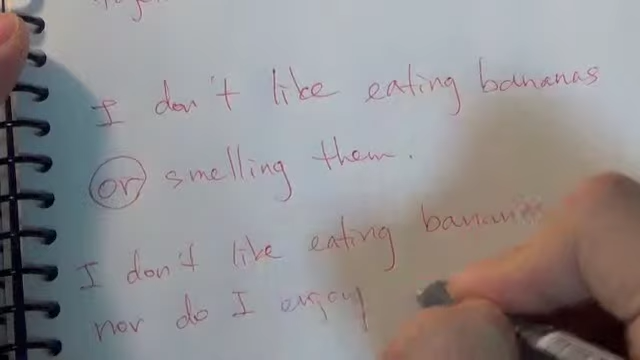 I don't like eating bananas
or smelling them.
I don't like eating
nor do I enjoy